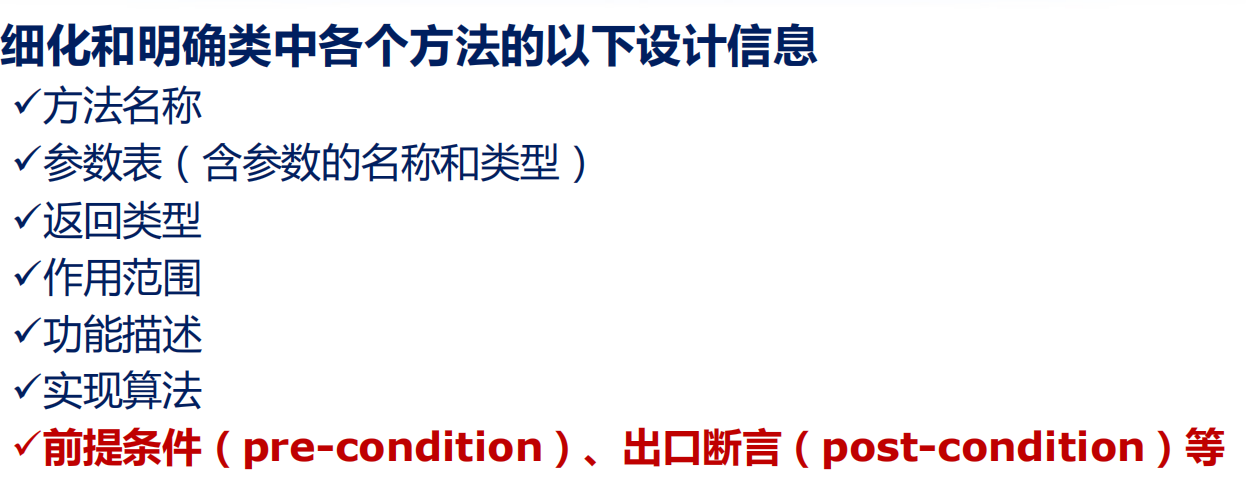 细化和明确类中各个方法的以下设计信息
✓方法名称
✓参数表（含参数的名称和类型）
✓返回类型
✓作用范围
✓功能描述
✓实现算法
✓前提条件（pre-condition）、出口断言（post-condition）等